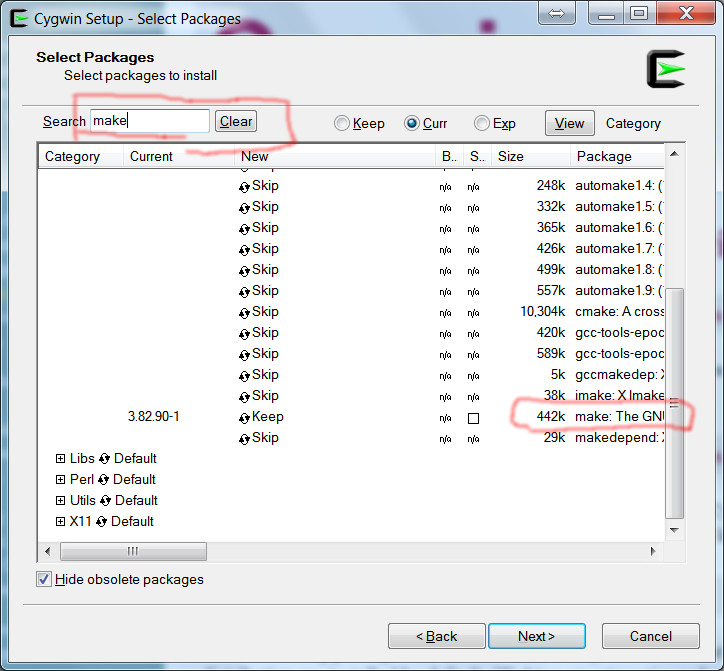 Cygwin Setup - Select Packages
Select Packages
Select packages to install
Search make Clear Keep Curr Exp View Category
Category Current New B.. S.. Size Package
Skip n/a n/a 248k automake1.4: (
Skip n/a n/a 332k automake1.5: (
Skip n/a n/a 365k automake1.6: (
Skip n/a n/a 426k automake1.7: (
Skip n/a n/a 499k automake1.8: (
Skip n/a n/a 557k automake1.9: (
Skip n/a n/a 10,304k cmake: A cross
Skip n/a n/a 420k gcc-tools-epoc
Skip n/a n/a 589k gcc-tools-epoc
Skip n/a n/a 5k gccmakedep: X
Skip n/a n/a 38k imake: X Imake
3.82.90-1 Keep n/a 442k make: The GNU
Skip n/a n/a 29k makedepend: X
Libs Default
Perl Default
Utils Default
X11 Default
Hide obsolete packages
< Back Next > Cancel